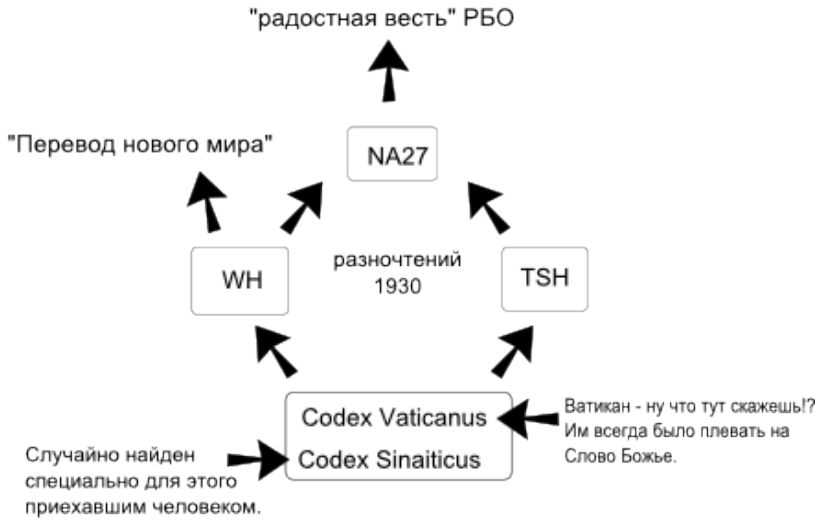 "радостная весть" РБО
"Перевод нового мира"
NA27
WH
разночтений
1930
TSH
Codex Vaticanus
Codex Sinaiticus
Ватикан - ну что тут скажешь!?
Им всегда было плевать на
Слово Божье.
Случайно найден
специально для этого
приехавшим человеком.